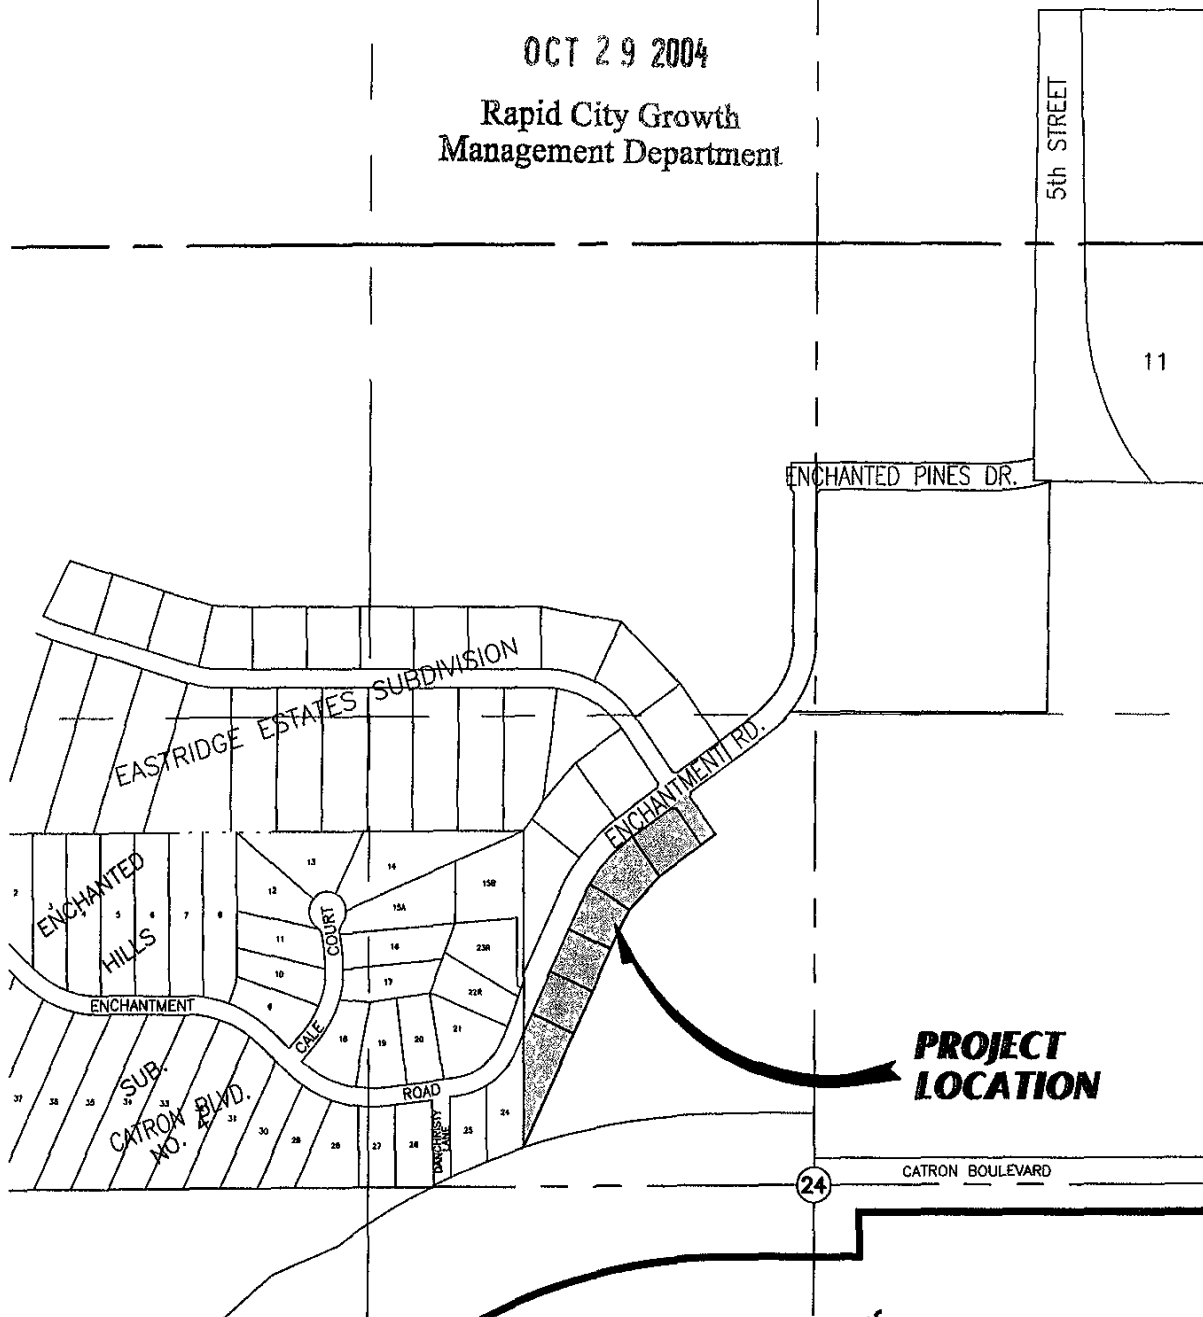 OCT 29 2004
Rapid City Growth
Management Department
5th STREET
11
ENCHANTED PINES DR.
EASTRIDGE ESTATES SUBDIVISION
ENCHANTMENT RD.
ENCHANTED
HILLS
2
5
6
7
8
13
14
12
15B
15A
11
16
23R
10
17
22R
9
COURT
CALE
ENCHANTMENT
ROAD
18
19
20
21
SUB.
CATRON BLVD.
NO. 4
37
36
35
34
33
31
30
29
28
27
26
DANCHRISTY
LANE
25
24
PROJECT
LOCATION
CATRON BOULEVARD
24